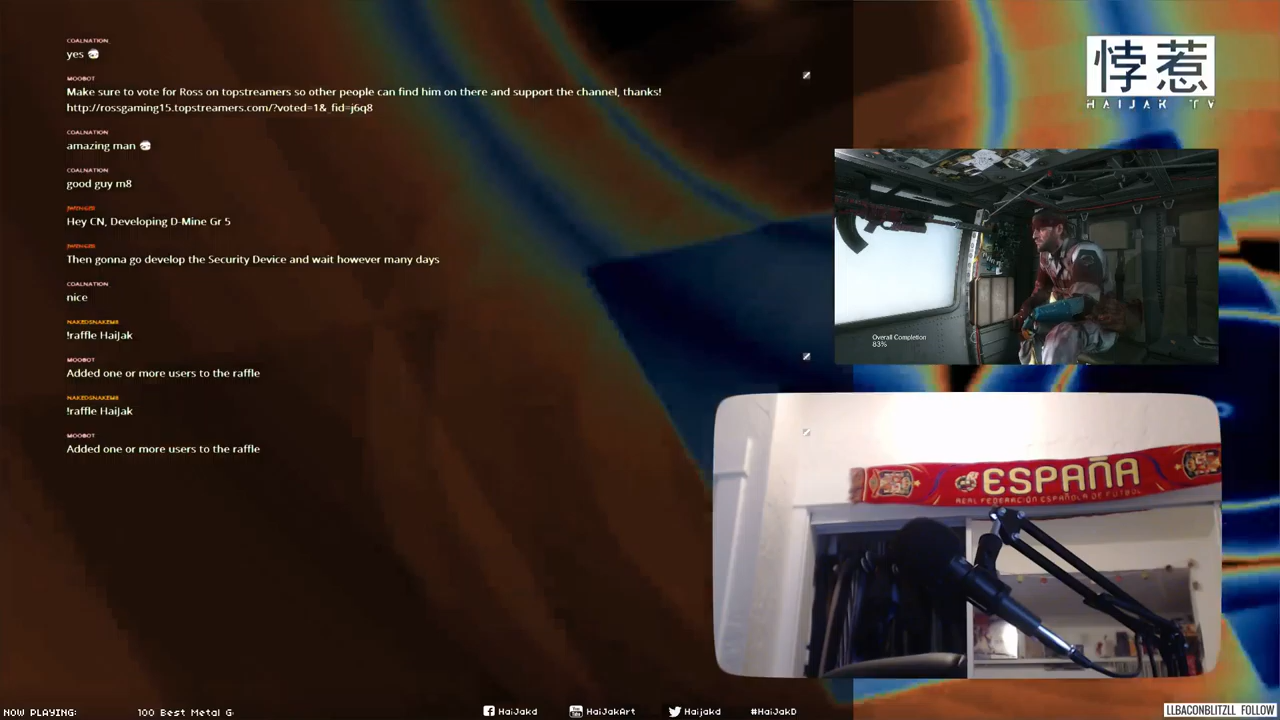 COALNATION
yes
MOOBOT
Make sure to vote for Ross on topstreamers so other people can find him on there and support the channel, thanks!
http://rossgaming15.topstreamers.com/?voted=1&_fid=j6q8
COALNATION
amazing man
COALNATION
good guy m8
Hey CN, Developing D-Mine Gr 5
Then gonna go develop the Security Device and wait however many days
COALNATION
nice
NAKEDSNAKEM8
!raffle HaiJak
MOOBOT
Added one or more users to the raffle
NAKEDSNAKEM8
!raffle HaiJak
MOOBOT
Added one or more users to the raffle
悖惹
HAIJAK TV
Overall Completion
83%
ESPAÑA
REAL FEDERACIÓN ESPAÑOLA DE FÚTBOL
NOW PLAYING: 100 Best Metal G
HaiJakd
HaiJakArt
Haijakd
#HaiJakD
LLBACONBLITZLL FOLLOW